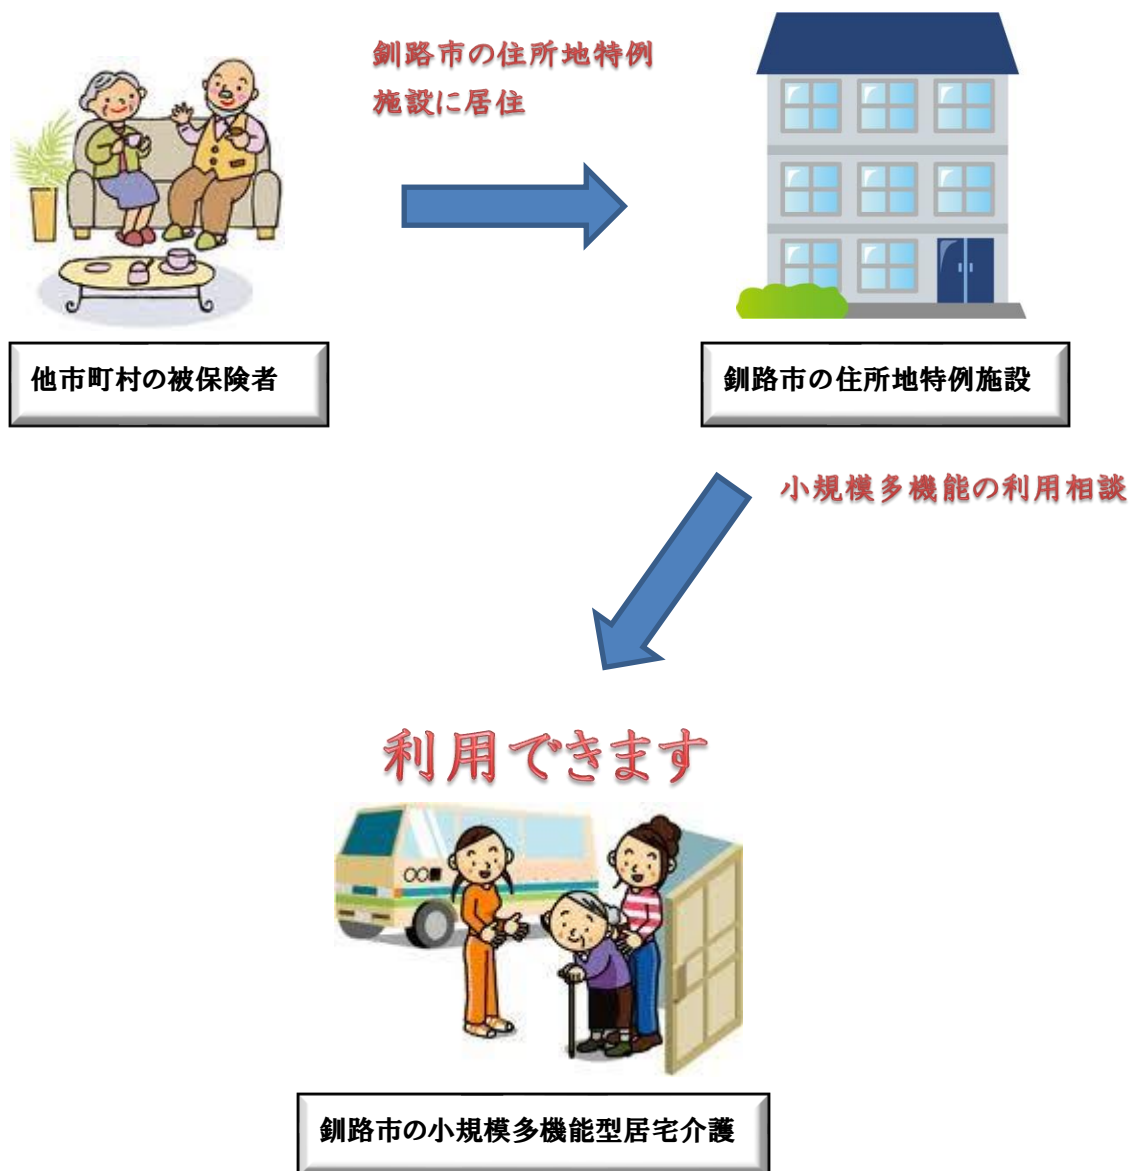 釧路市の住所地特例
施設に居住
他市町村の被保険者
釧路市の住所地特例施設
小規模多機能の利用相談
利用できます
釧路市の小規模多機能型居宅介護